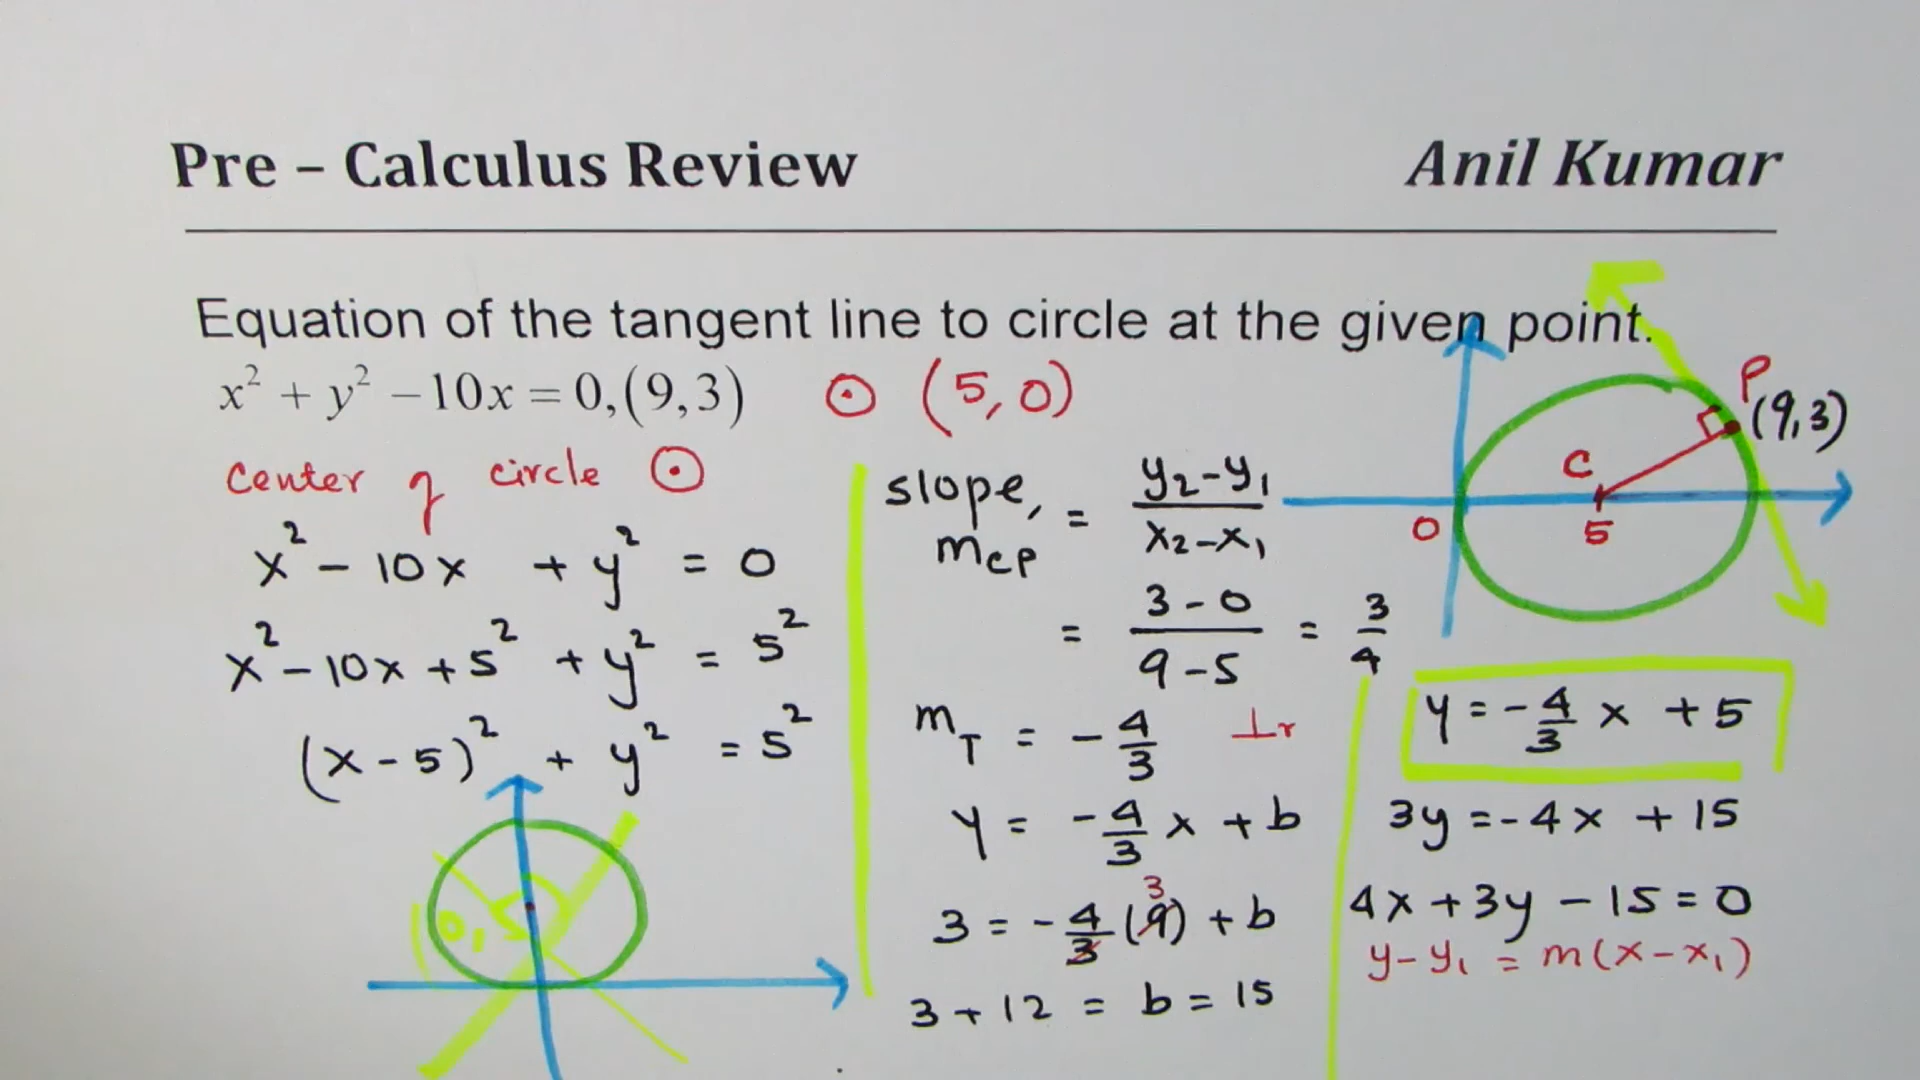 Pre – Calculus Review
Anil Kumar
Equation of the tangent line to circle at the given point.
x² + y² – 10x = 0, (9,3) ⊙ (5,0)
Center of circle ⊙
x² - 10x + y² = 0
x² - 10x + 5² + y² = 5²
(x - 5)² + y² = 5²
0,
slope, m_CP = (y₂-y₁)/(x₂-x₁)
= (3-0)/(9-5) = 3/4
m_T = -4/3 ⊥r
y = -4/3 x + b
3 = -4/3 (9) + b
3
3 + 12 = b = 15
P
(9,3)
C
O
5
y = -4/3 x + 5
3y = -4x + 15
4x + 3y - 15 = 0
y - y₁ = m(x - x₁)